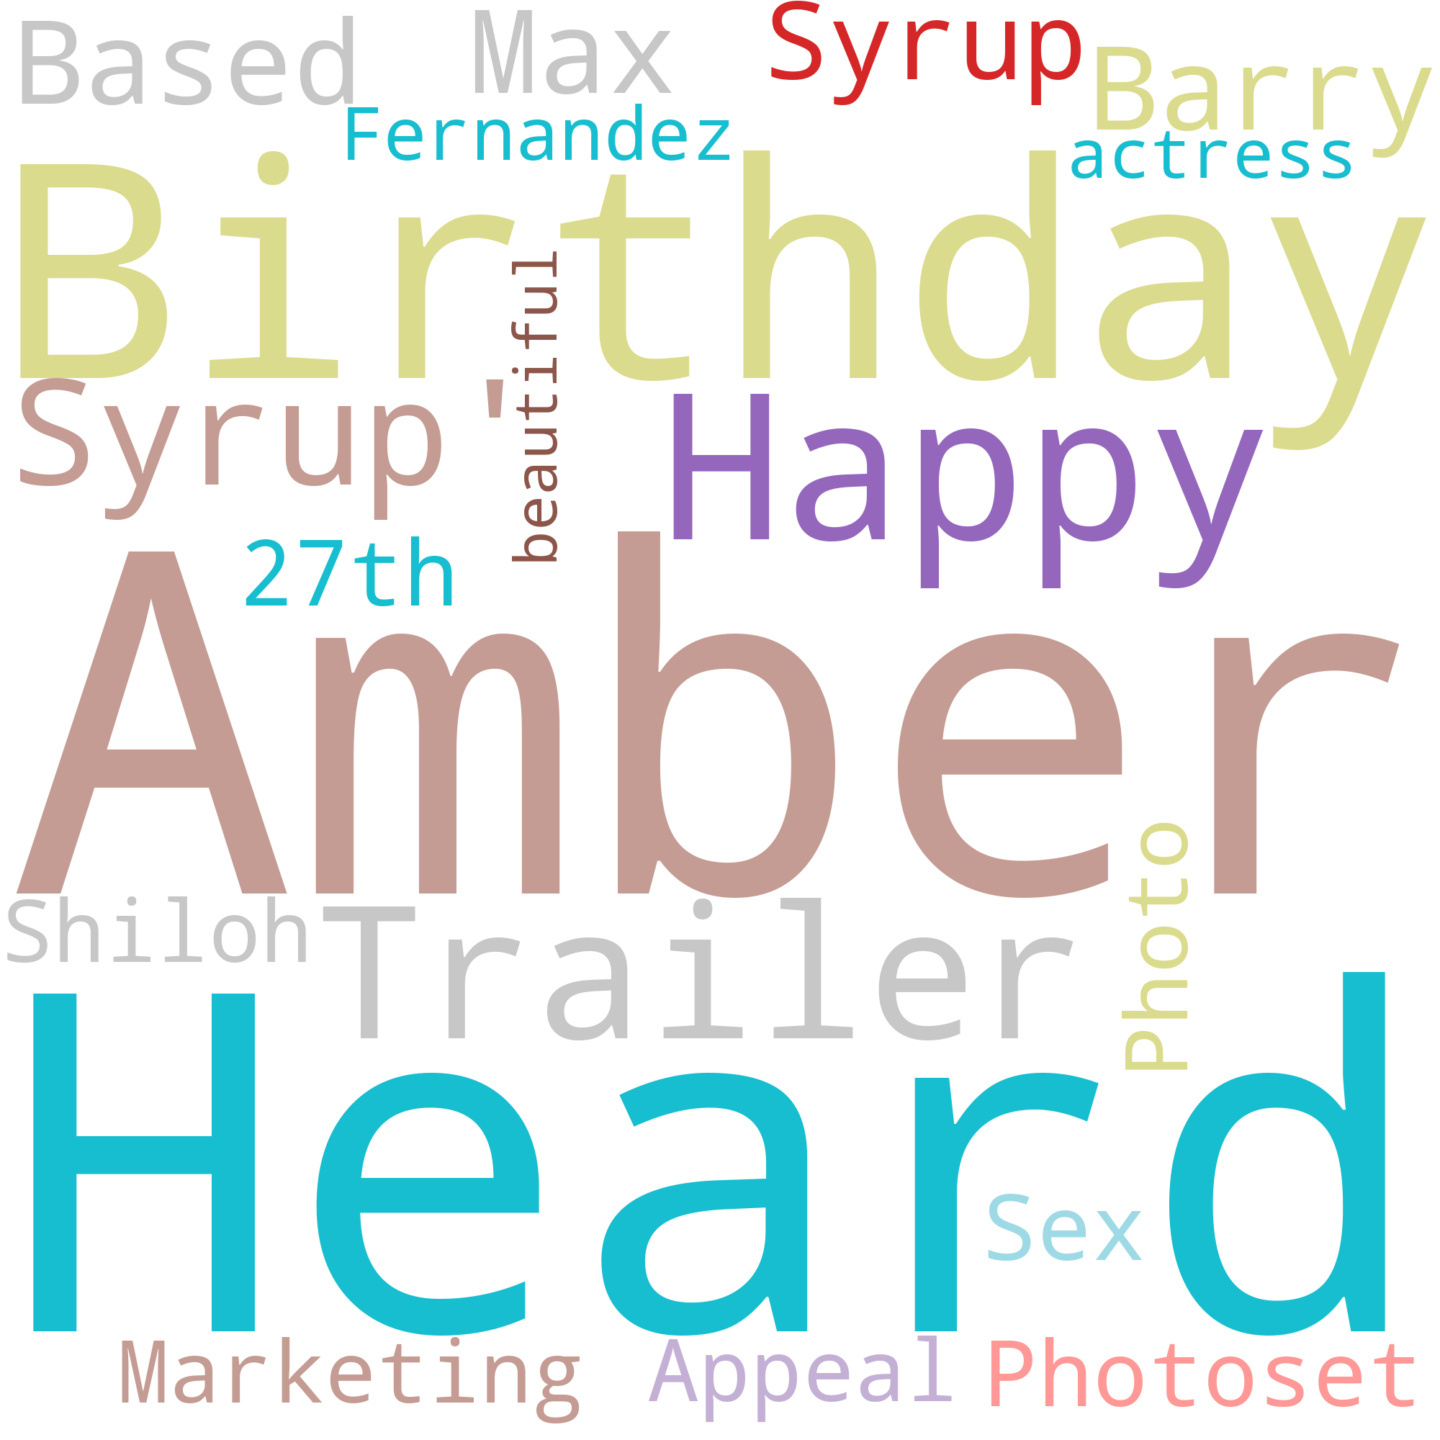 Based
Max
Syrup
Barry
Fernandez
actress
Birthday
beautiful
Syrup'
Happy
27th
Amber
Shiloh
Trailer
Photo
Heard
Sex
Marketing
Appeal
Photoset